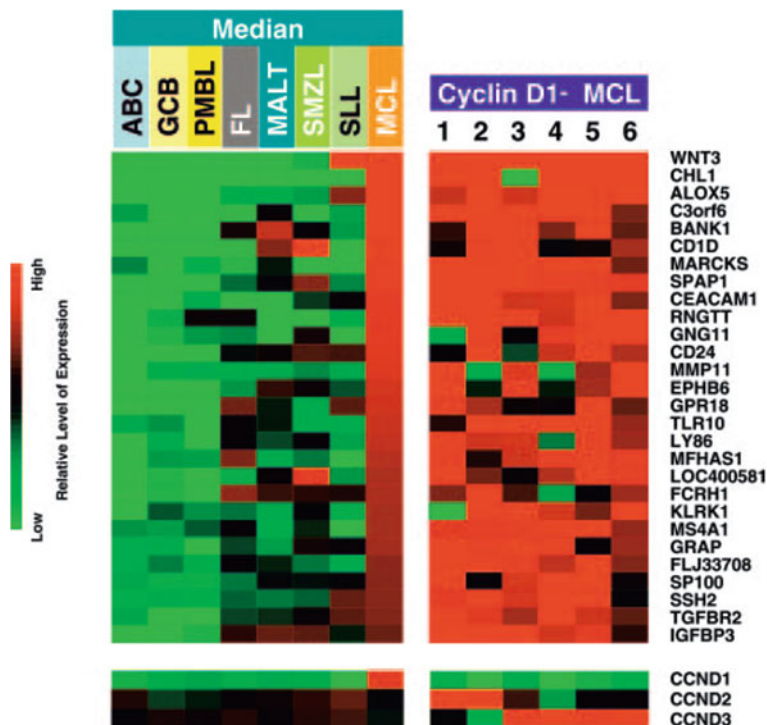 Median
ABC GCB PMBL FL MALT SMZL SLL MCL
Cyclin D1- MCL
1 2 3 4 5 6
High
Relative Level of Expression
Low
WNT3
CHL1
ALOX5
C3orf6
BANK1
CD1D
MARCKS
SPAP1
CEACAM1
RNGTT
GNG11
CD24
MMP11
EPHB6
GPR18
TLR10
LY86
MFHAS1
LOC400581
FCRH1
KLRK1
MS4A1
GRAP
FLJ33708
SP100
SSH2
TGFBR2
IGFBP3
CCND1
CCND2
CCND3